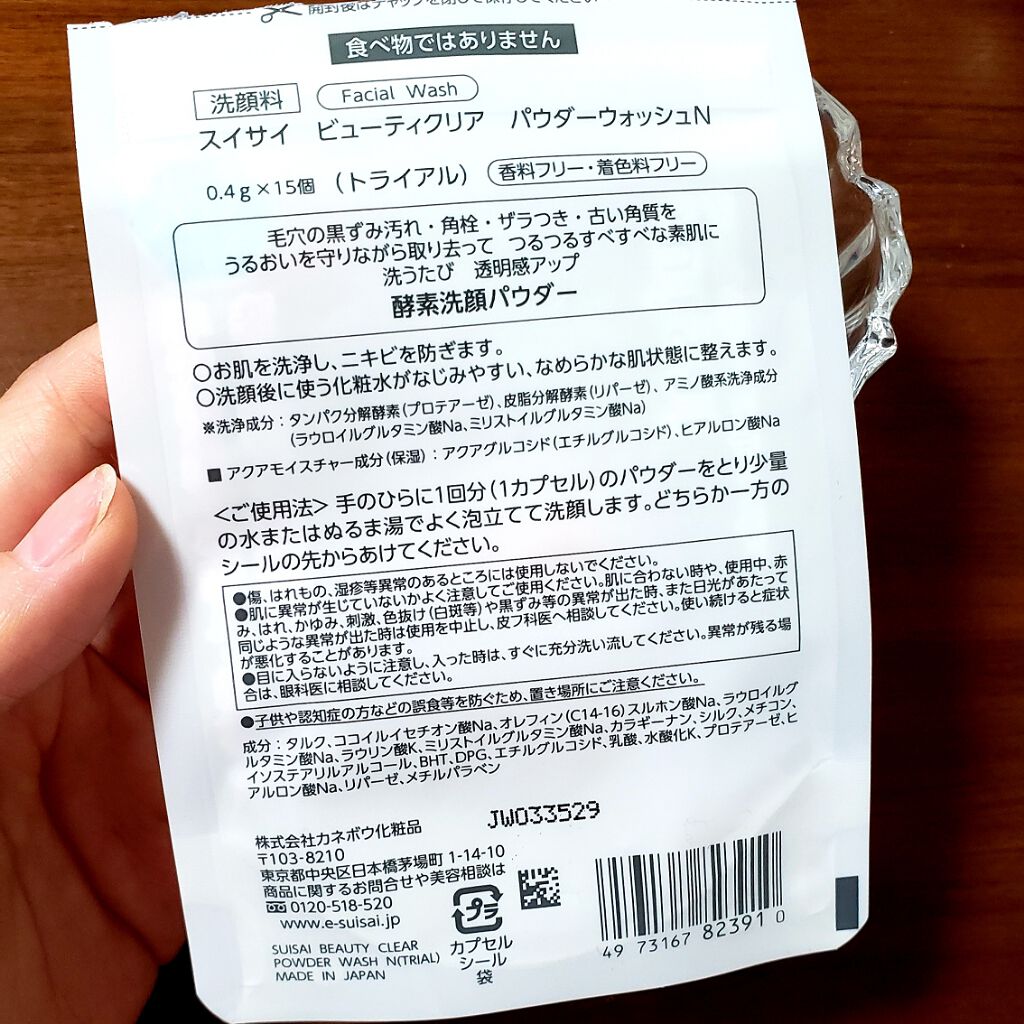 開封後はチャックを閉じて保存してください
食べ物ではありません
洗顔料 Facial Wash
スイサイ ビューティクリア パウダーウォッシュN
0.4g×15個 (トライアル) 香料フリー・着色料フリー
毛穴の黒ずみ汚れ・角栓・ザラつき・古い角質を
うるおいを守りながら取り去って つるつるすべすべな素肌に
洗うたび 透明感アップ
酵素洗顔パウダー
○お肌を洗浄し、ニキビを防ぎます。
○洗顔後に使う化粧水がなじみやすい、なめらかな肌状態に整えます。
※洗浄成分:タンパク分解酵素(プロテアーゼ)、皮脂分解酵素(リパーゼ)、アミノ酸系洗浄成分
(ラウロイルグルタミン酸Na、ミリストイルグルタミン酸Na)
■アクアモイスチャー成分(保湿):アクアグルコシド(エチルグルコシド)、ヒアルロン酸Na
<ご使用法>手のひらに1回分(1カプセル)のパウダーをとり少量
の水またはぬるま湯でよく泡立てて洗顔します。どちらか一方の
シールの先からあけてください。
●傷、はれもの、湿疹等異常のあるところには使用しないでください。
●肌に異常が生じていないかよく注意してご使用ください。肌に合わない時や、使用中、赤
み、はれ、かゆみ、刺激、色抜け(白斑等)や黒ずみ等の異常が出た時、また日光があたって
同じような異常が出た時は使用を中止し、皮フ科医へ相談してください。使い続けると症状
が悪化することがあります。
●目に入らないように注意し、入った時は、すぐに充分洗い流してください。異常が残る場
合は、眼科医に相談してください。
●子供や認知症の方などの誤食等を防ぐため、置き場所にご注意ください。
成分:タルク、ココイルイセチオン酸Na、オレフィン(C14-16)スルホン酸Na、ラウロイルグ
ルタミン酸Na、ラウリン酸K、ミリストイルグルタミン酸Na、カラギーナン、シルク、メチコン、
イソステアリルアルコール、BHT、DPG、エチルグルコシド、乳酸、水酸化K、プロテアーゼ、ヒ
アルロン酸Na、リパーゼ、メチルパラベン
JW033529
株式会社カネボウ化粧品
〒103-8210
東京都中央区日本橋茅場町1-14-10
商品に関するお問合せや美容相談は
0120-518-520
www.e-suisai.jp
SUISAI BEAUTY CLEAR
POWDER WASH N(TRIAL)
MADE IN JAPAN
プラ
カプセル
シール
袋
49 73167 82391 0